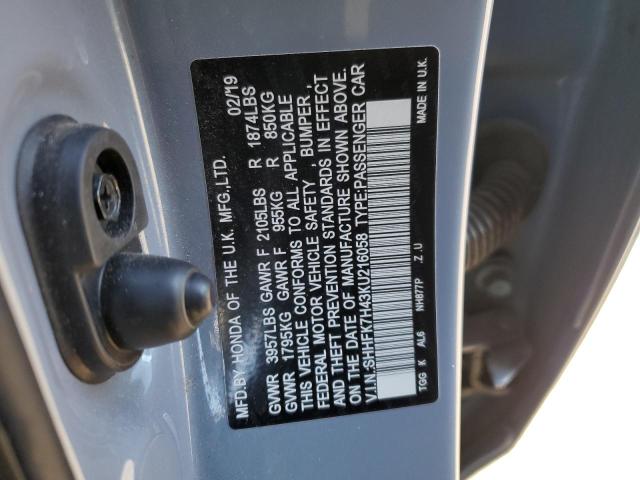 MFD.BY HONDA OF THE U.K. MFG.,LTD. 02/19
GVWR 3957LBS GAWR F 2105LBS R 1874LBS
GVWR 1795KG GAWR F 955KG R 850KG
THIS VEHICLE CONFORMS TO ALL APPLICABLE
FEDERAL MOTOR VEHICLE SAFETY , BUMPER ,
AND THEFT PREVENTION STANDARDS IN EFFECT
ON THE DATE OF MANUFACTURE SHOWN ABOVE.
V.I.N.:SHHFK7H43KU216058 TYPE:PASSENGER CAR
TGG K AL6 NH877P .Z .U MADE IN U.K.